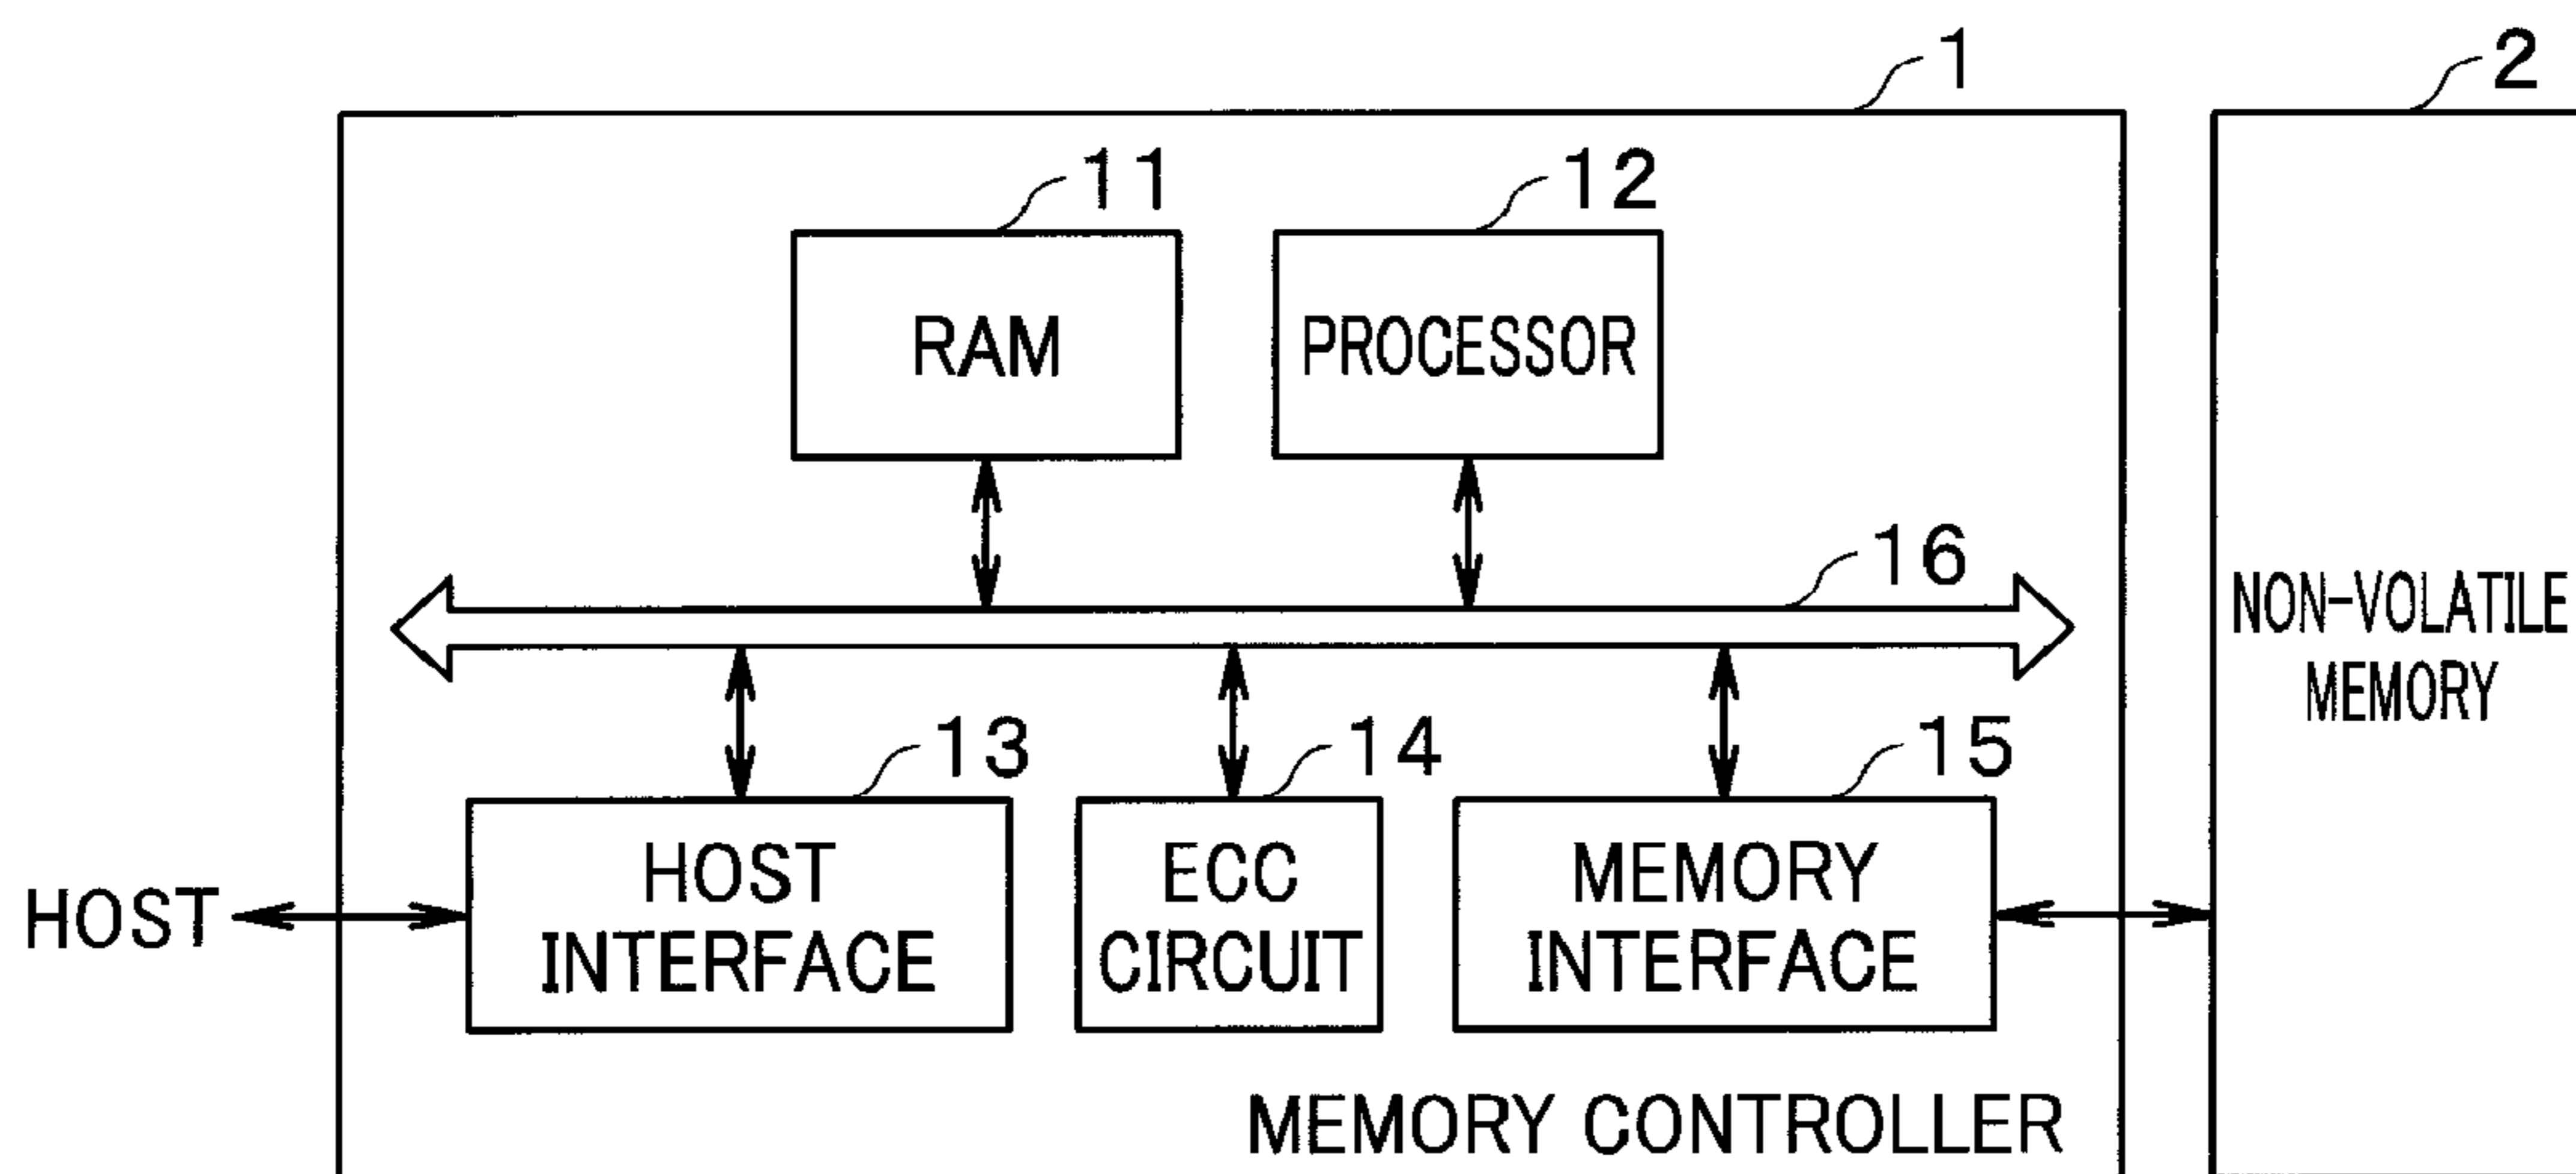 1
2
11
12
RAM
PROCESSOR
16
NON-VOLATILE
MEMORY
13
14
15
HOST
HOST
INTERFACE
ECC
CIRCUIT
MEMORY
INTERFACE
MEMORY CONTROLLER